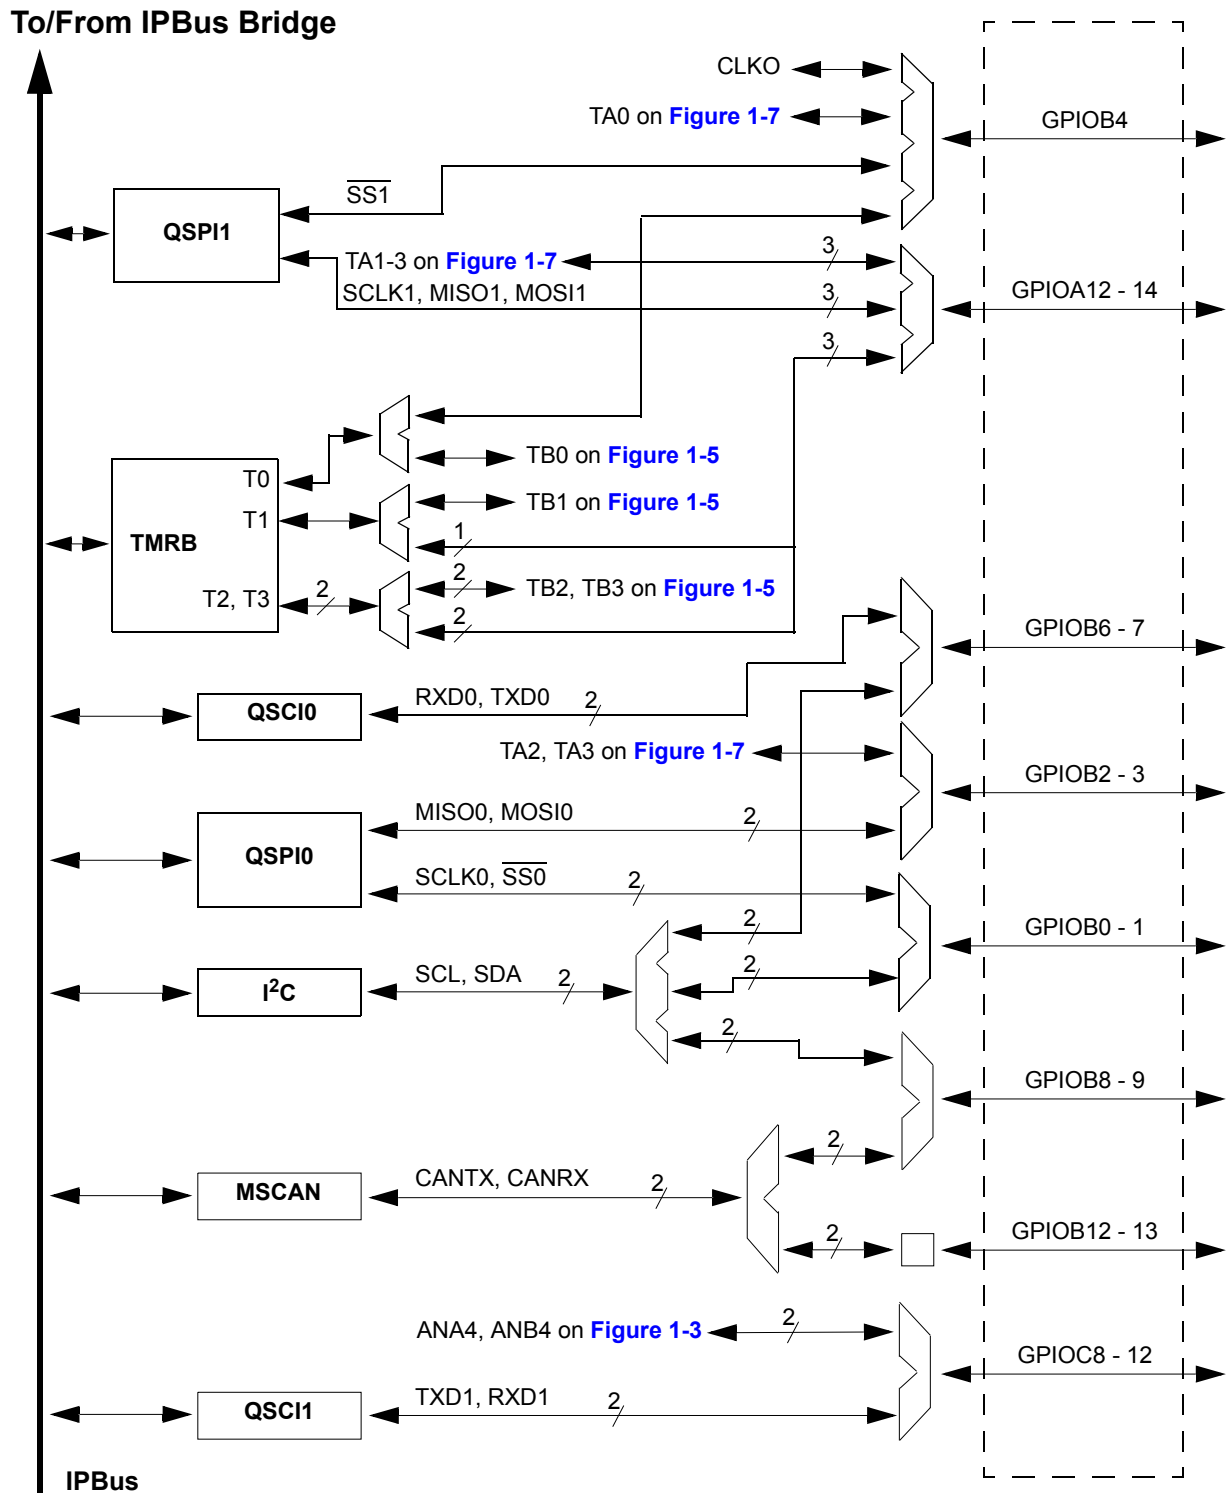 To/From IPBus Bridge
CLKO
TA0 on Figure 1-7
GPIOB4
SS1
QSPI1
TA1-3 on Figure 1-7
3
SCLK1, MISO1, MOSI1
3
GPIOA12 - 14
3
TB0 on Figure 1-5
T0
TB1 on Figure 1-5
T1
TMRB
1
T2, T3
2
2
TB2, TB3 on Figure 1-5
2
GPIOB6 - 7
QSCI0
RXD0, TXD0
2
TA2, TA3 on Figure 1-7
GPIOB2 - 3
MISO0, MOSI0
2
QSPI0
SCLK0, SS0
2
2
GPIOB0 - 1
I²C
SCL, SDA
2
2
2
GPIOB8 - 9
2
MSCAN
CANTX, CANRX
2
2
GPIOB12 - 13
ANA4, ANB4 on Figure 1-3
2
GPIOC8 - 12
QSCI1
TXD1, RXD1
2
IPBus